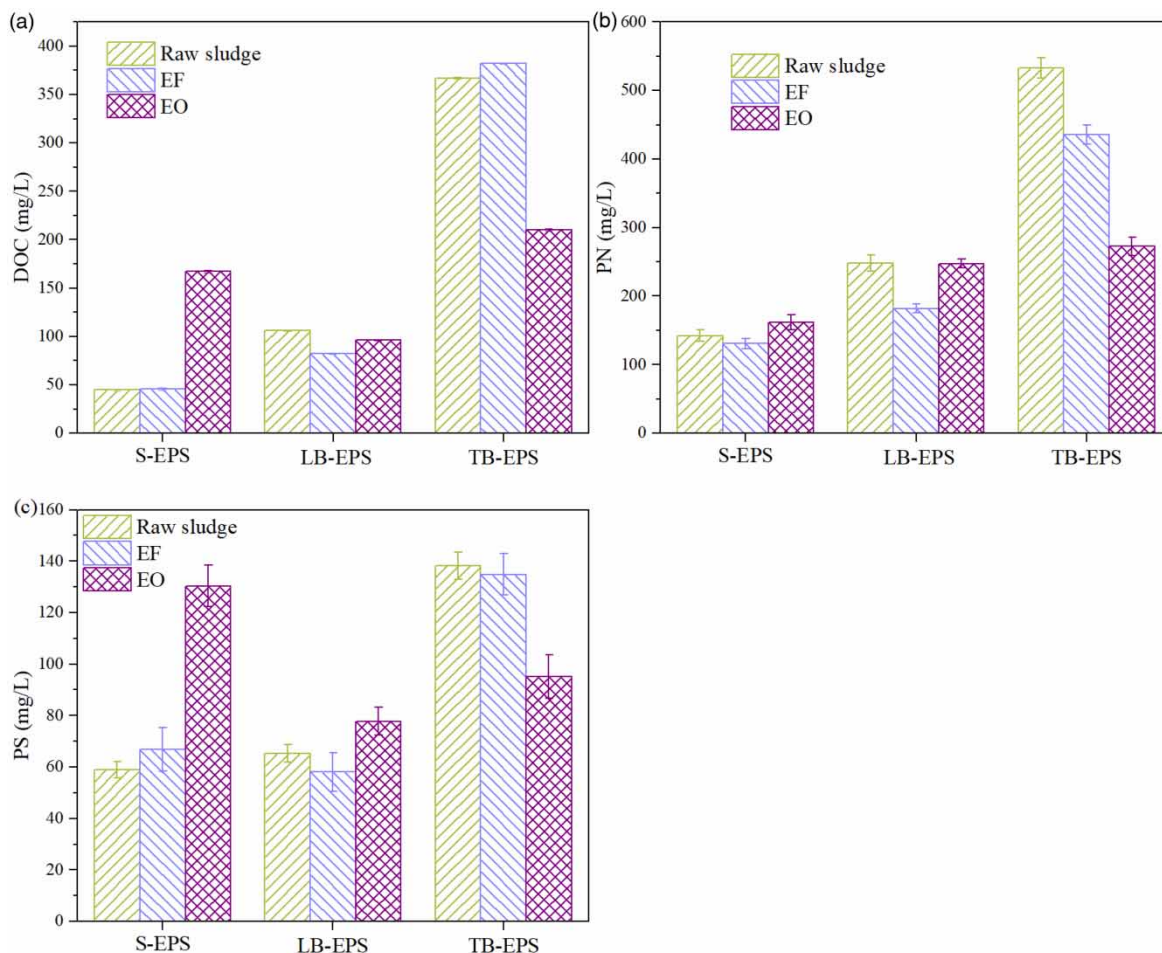 (a)
400
350
300
250
200
150
100
50
0
DOC (mg/L)
Raw sludge
EF
EO
S-EPS
LB-EPS
TB-EPS
(b)
600
500
400
300
200
100
0
PN (mg/L)
Raw sludge
EF
EO
S-EPS
LB-EPS
TB-EPS
(c)
160
140
120
100
80
60
40
20
0
PS (mg/L)
Raw sludge
EF
EO
S-EPS
LB-EPS
TB-EPS